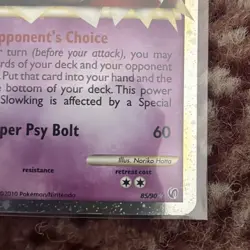 pponent's Choice
r turn (before your attack), you may
rds of your deck and your opponent
Put that card into your hand and the
e bottom of your deck. This power
Slowking is affected by a Special
per Psy Bolt 60
Illus. Noriko Hotta
resistance retreat cost
©2010 Pokémon/Nintendo 85/90